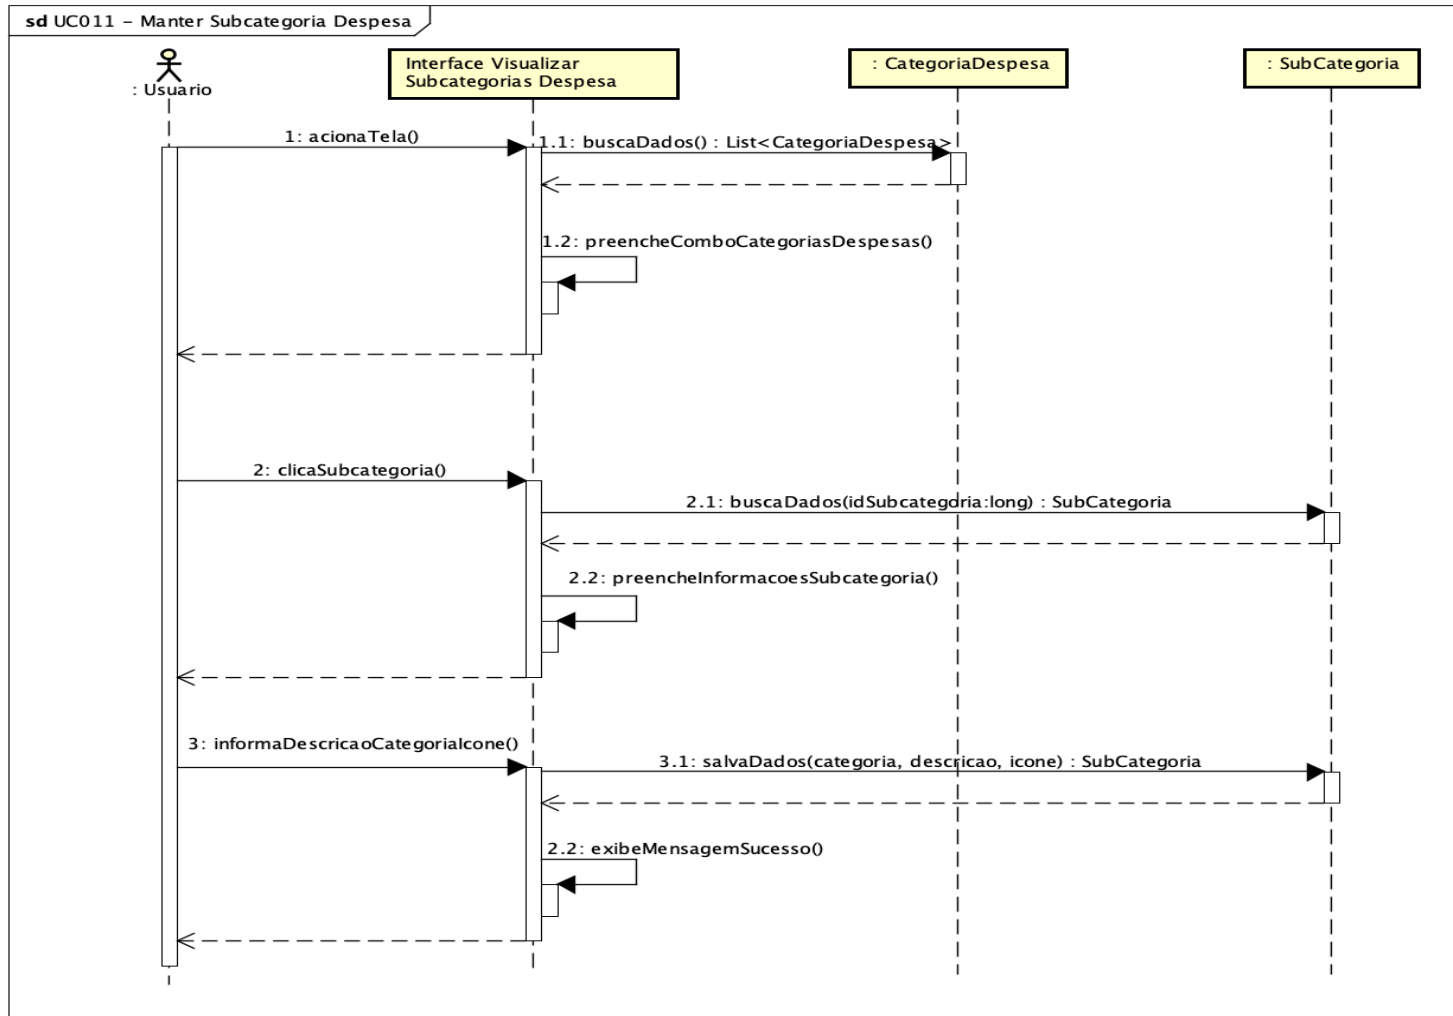 sd UC011 – Manter Subcategoria Despesa
: Usuario
Interface Visualizar
Subcategorias Despesa
: CategoriaDespesa
: SubCategoria
1: acionaTela()
1.1: buscaDados() : List<CategoriaDespesa>
1.2: preencheComboCategoriasDespesas()
2: clicaSubcategoria()
2.1: buscaDados(idSubcategoria:long) : SubCategoria
2.2: preencheInformacoesSubcategoria()
3: informaDescricaoCategoriaIcone()
3.1: salvaDados(categoria, descricao, icone) : SubCategoria
2.2: exibeMensagemSucesso()